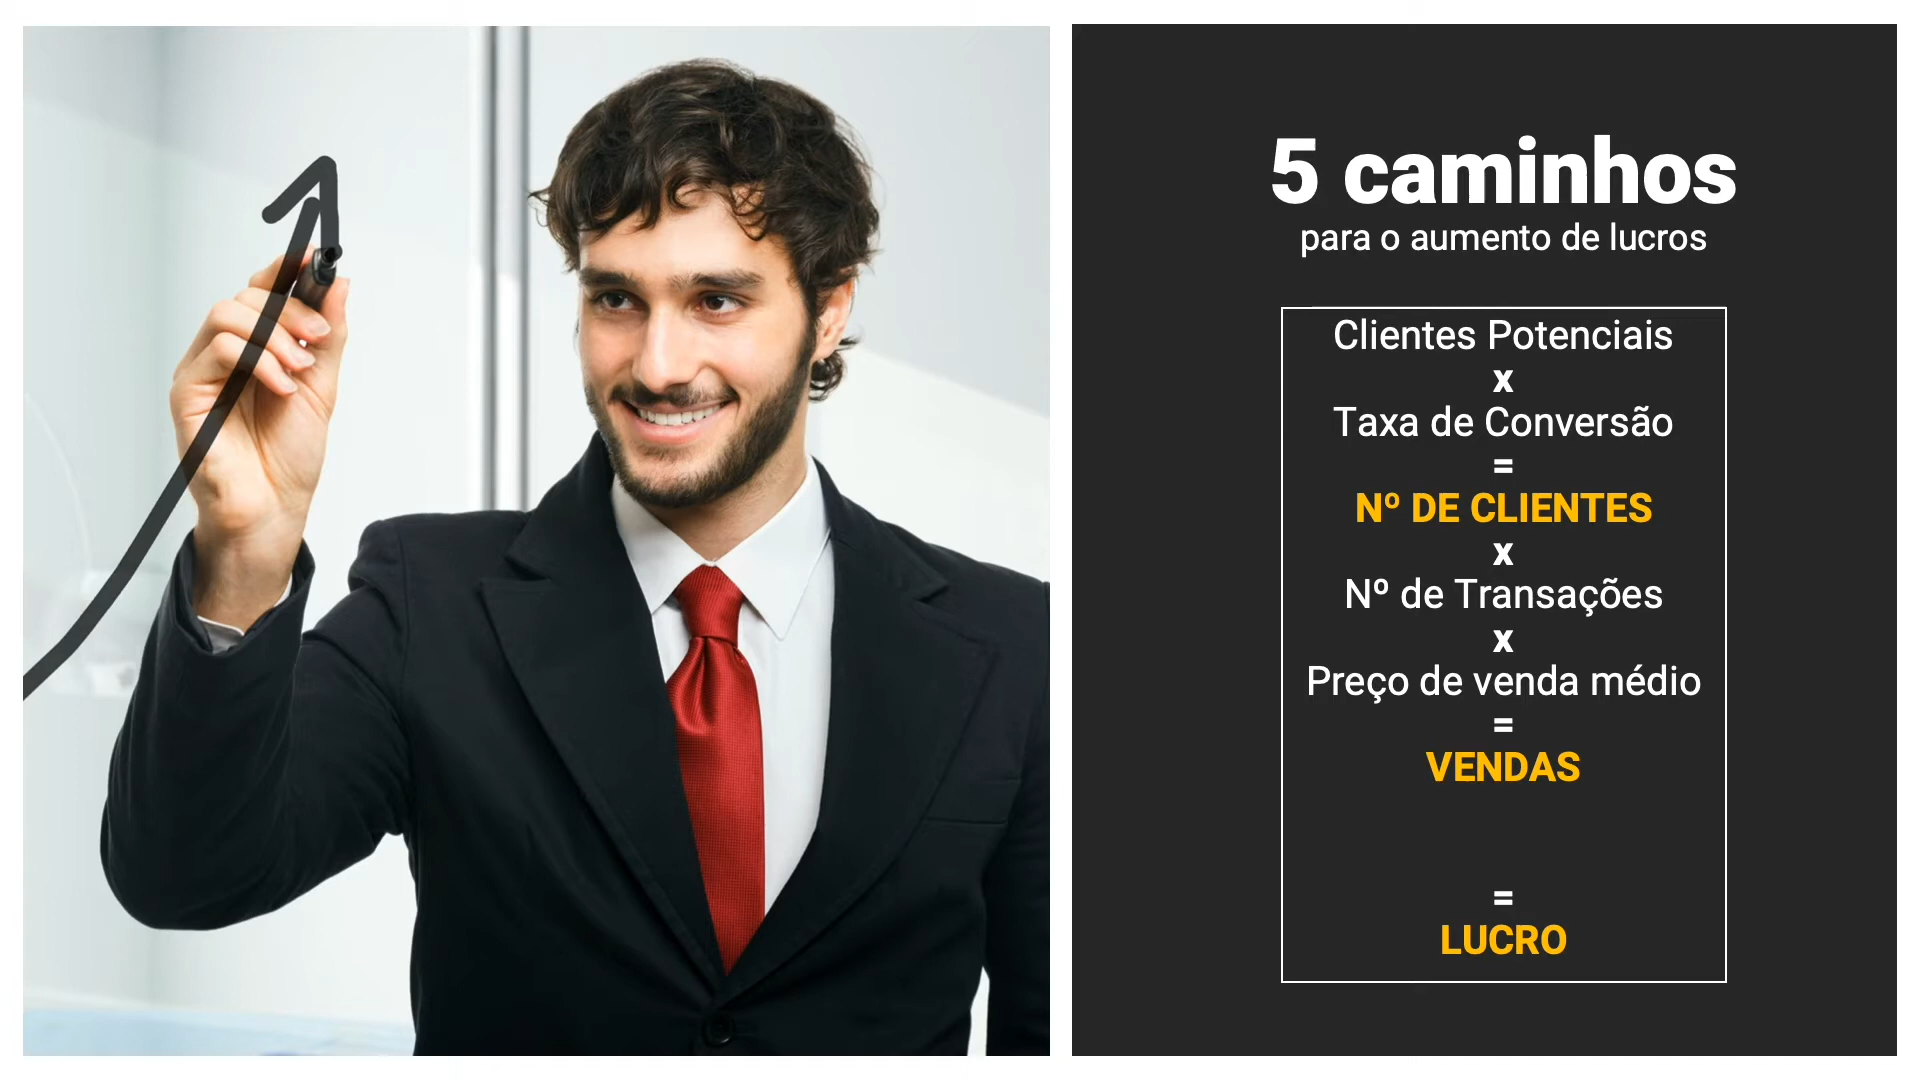 5 caminhos
para o aumento de lucros
Clientes Potenciais
x
Taxa de Conversão
=
Nº DE CLIENTES
x
Nº de Transações
x
Preço de venda médio
=
VENDAS
=
LUCRO